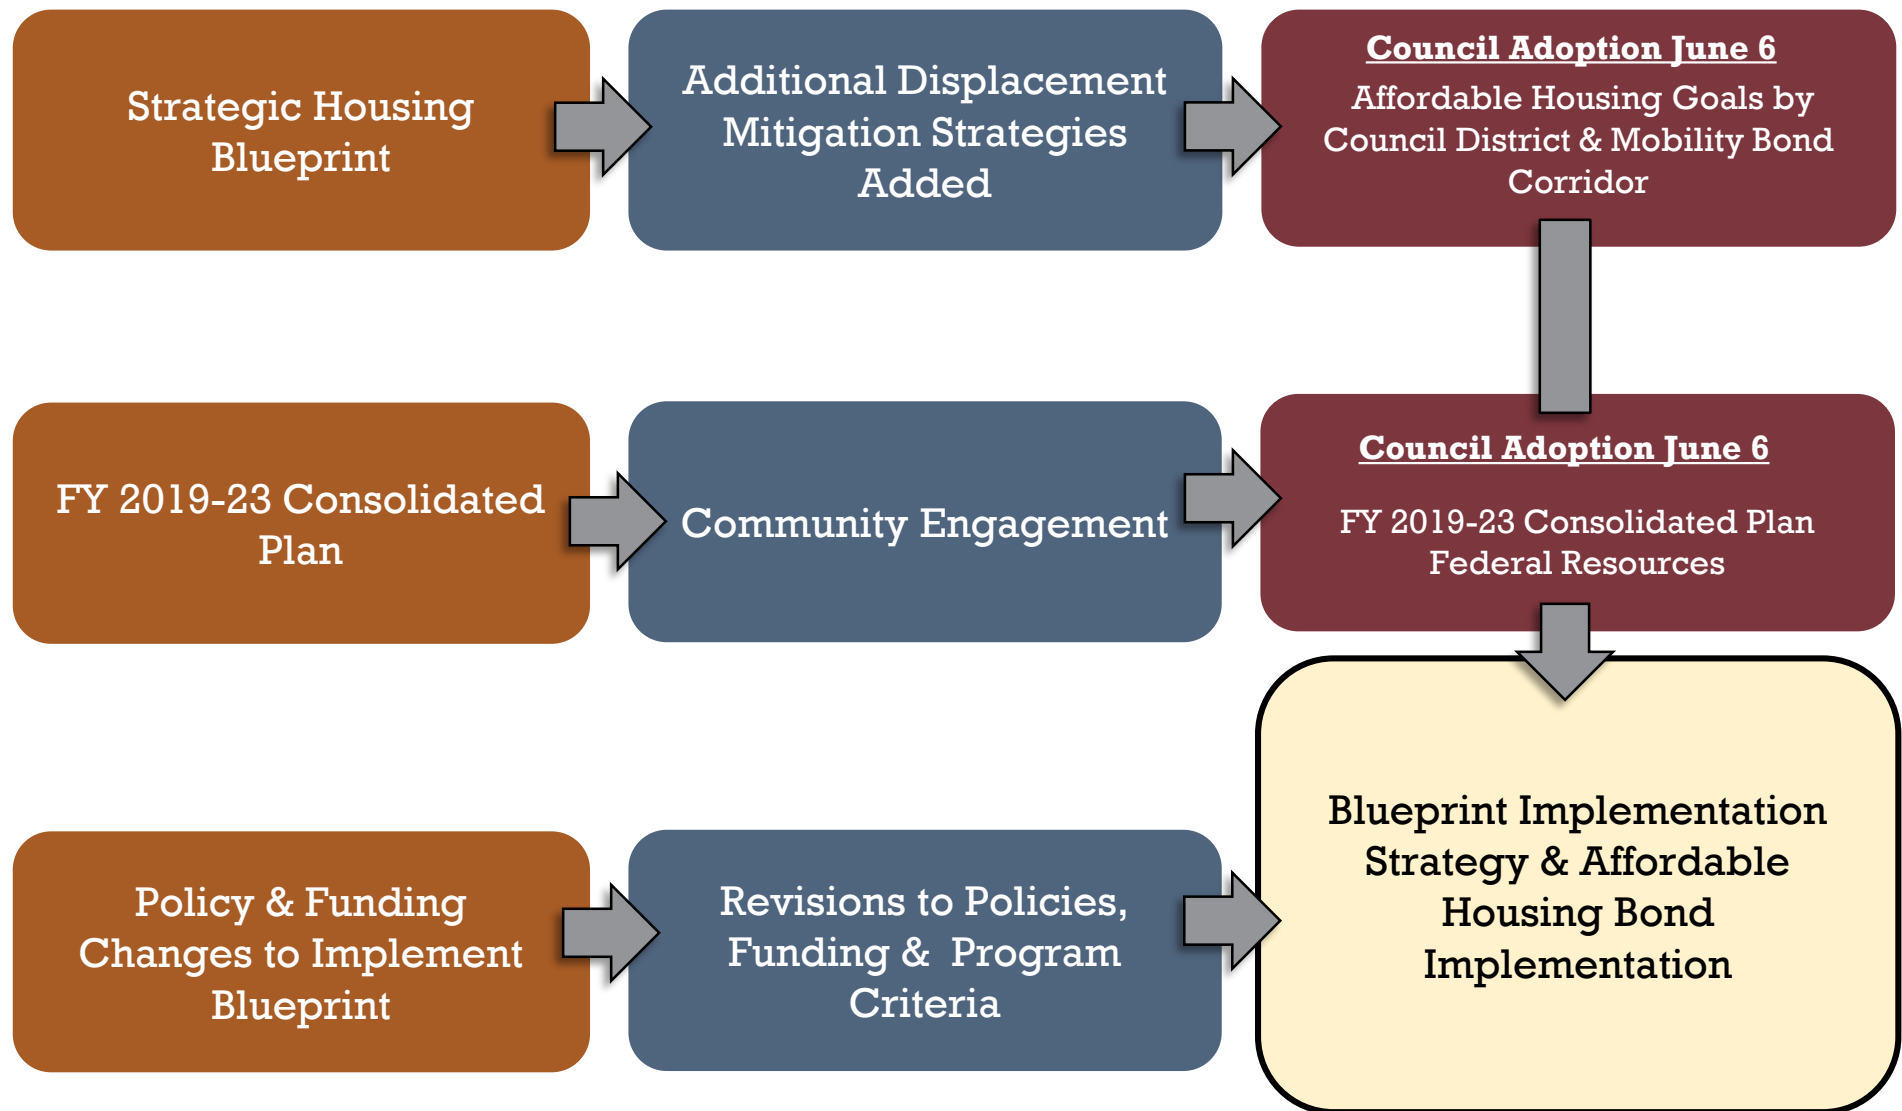 Strategic Housing
Blueprint
Additional Displacement
Mitigation Strategies
Added
Council Adoption June 6
Affordable Housing Goals by
Council District & Mobility Bond
Corridor
FY 2019-23 Consolidated
Plan
Community Engagement
Council Adoption June 6
FY 2019-23 Consolidated Plan
Federal Resources
Policy & Funding
Changes to Implement
Blueprint
Revisions to Policies,
Funding &  Program
Criteria
Blueprint Implementation
Strategy & Affordable
Housing Bond
Implementation